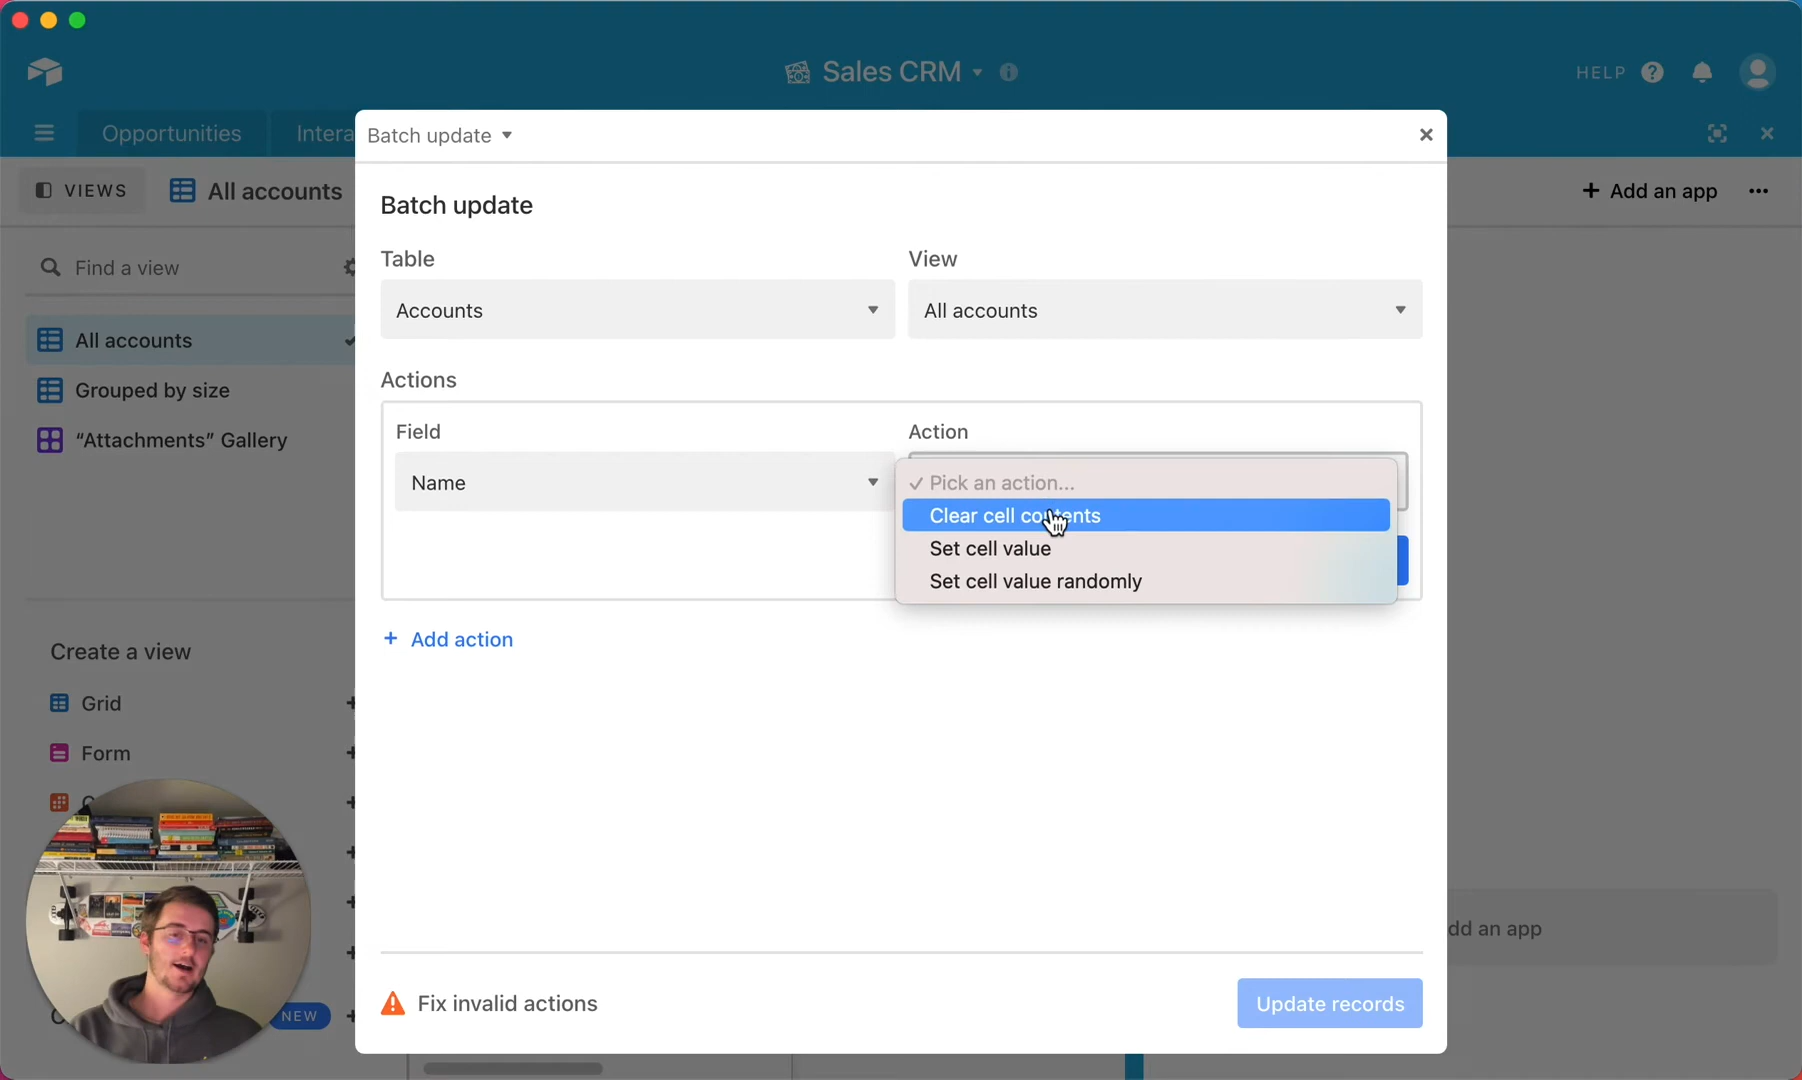 Sales CRM
HELP
Opportunities
Intera
Batch update
VIEWS
All accounts
Add an app
Batch update
Table
View
Find a view
Accounts
All accounts
All accounts
Actions
Grouped by size
Field
Action
"Attachments" Gallery
Name
Pick an action...
Clear cell contents
Set cell value
Set cell value randomly
+ Add action
Create a view
Grid
Form
dd an app
Fix invalid actions
Update records
NEW